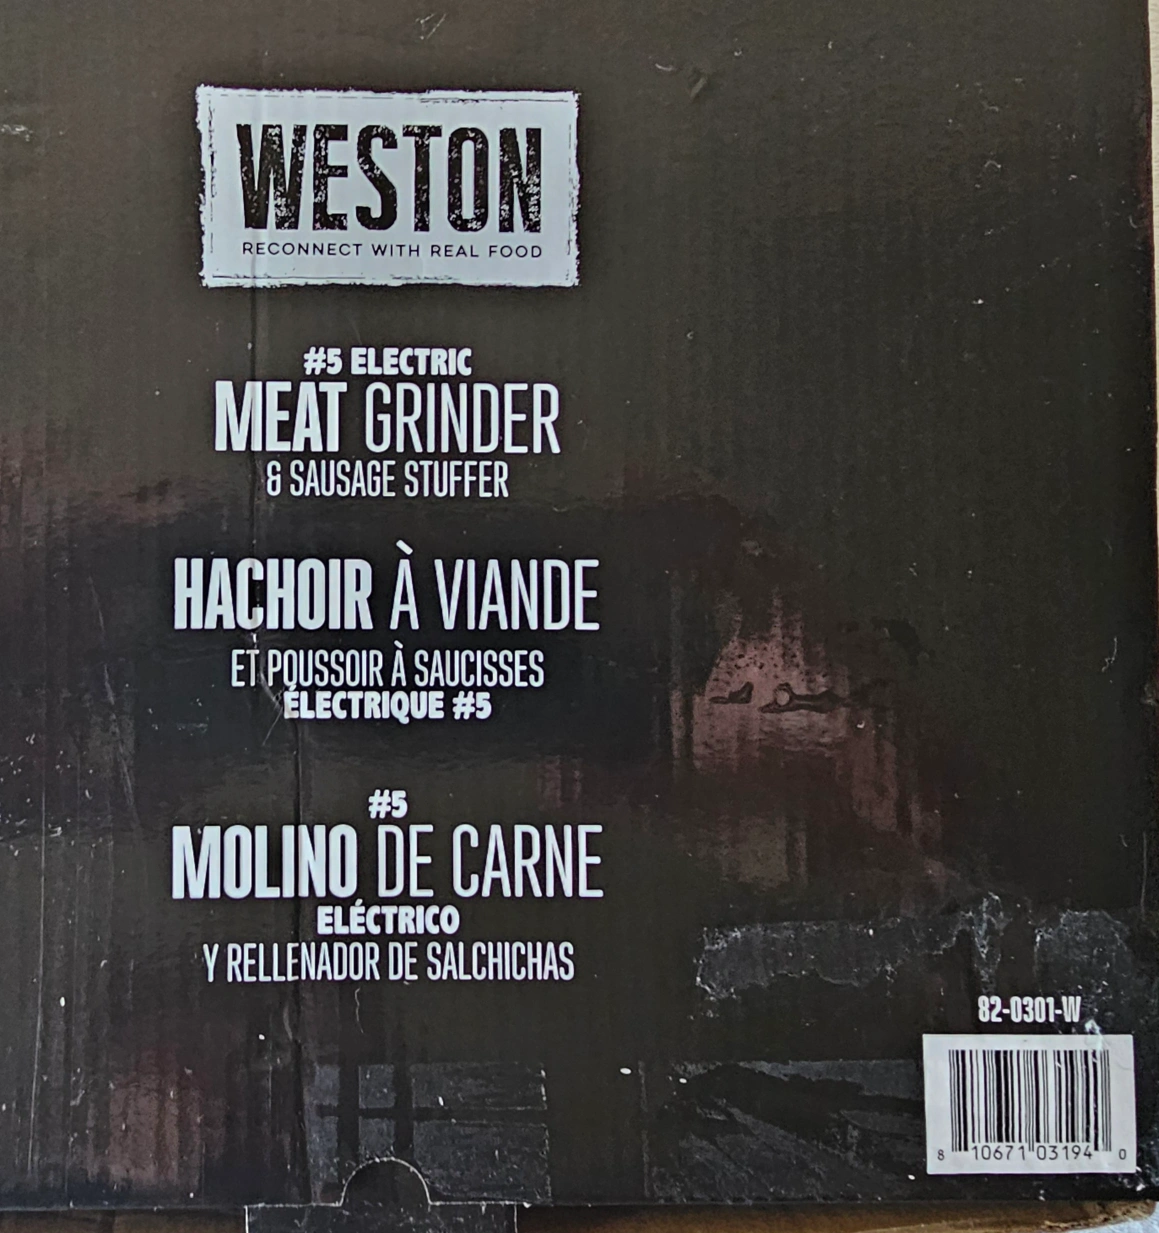 WESTON
RECONNECT WITH REAL FOOD
#5 ELECTRIC
MEAT GRINDER
& SAUSAGE STUFFER
HACHOIR À VIANDE
ET POUSSOIR À SAUCISSES
ÉLECTRIQUE #5
#5
MOLINO DE CARNE
ELÉCTRICO
Y RELLENADOR DE SALCHICHAS
82-0301-W
8 10671 03194 0